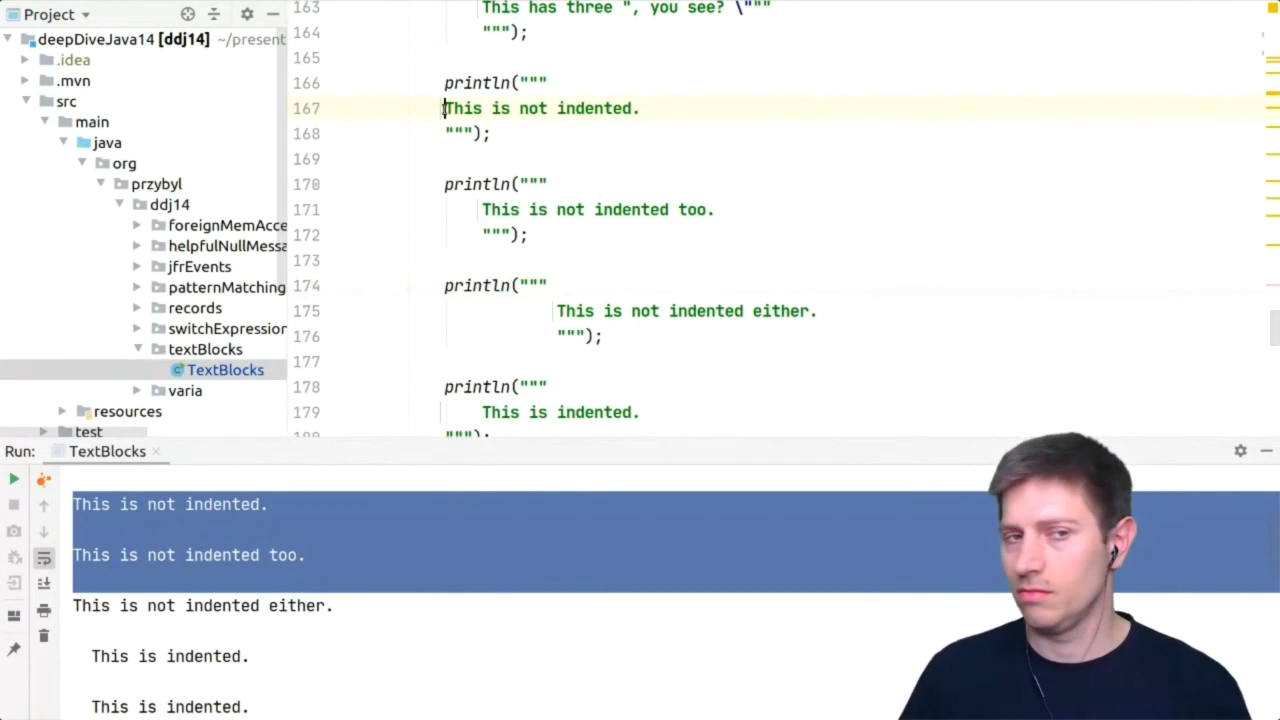 Project
deepDiveJava14 [ddj14] ~/present
.idea
.mvn
src
main
java
org
przybyl
ddj14
foreignMemAcce
helpfulNullMessa
jfrEvents
patternMatching
records
switchExpression
textBlocks
TextBlocks
varia
resources
test
163 This has three ", you see? \"""
164 """);
165
166 println("""
167 This is not indented.
168 """);
169
170 println("""
171 This is not indented too.
172 """);
173
174 println("""
175 This is not indented either.
176 """);
177
178 println("""
179 This is indented.
180 """);
Run: TextBlocks
This is not indented.
This is not indented too.
This is not indented either.
This is indented.
This is indented.